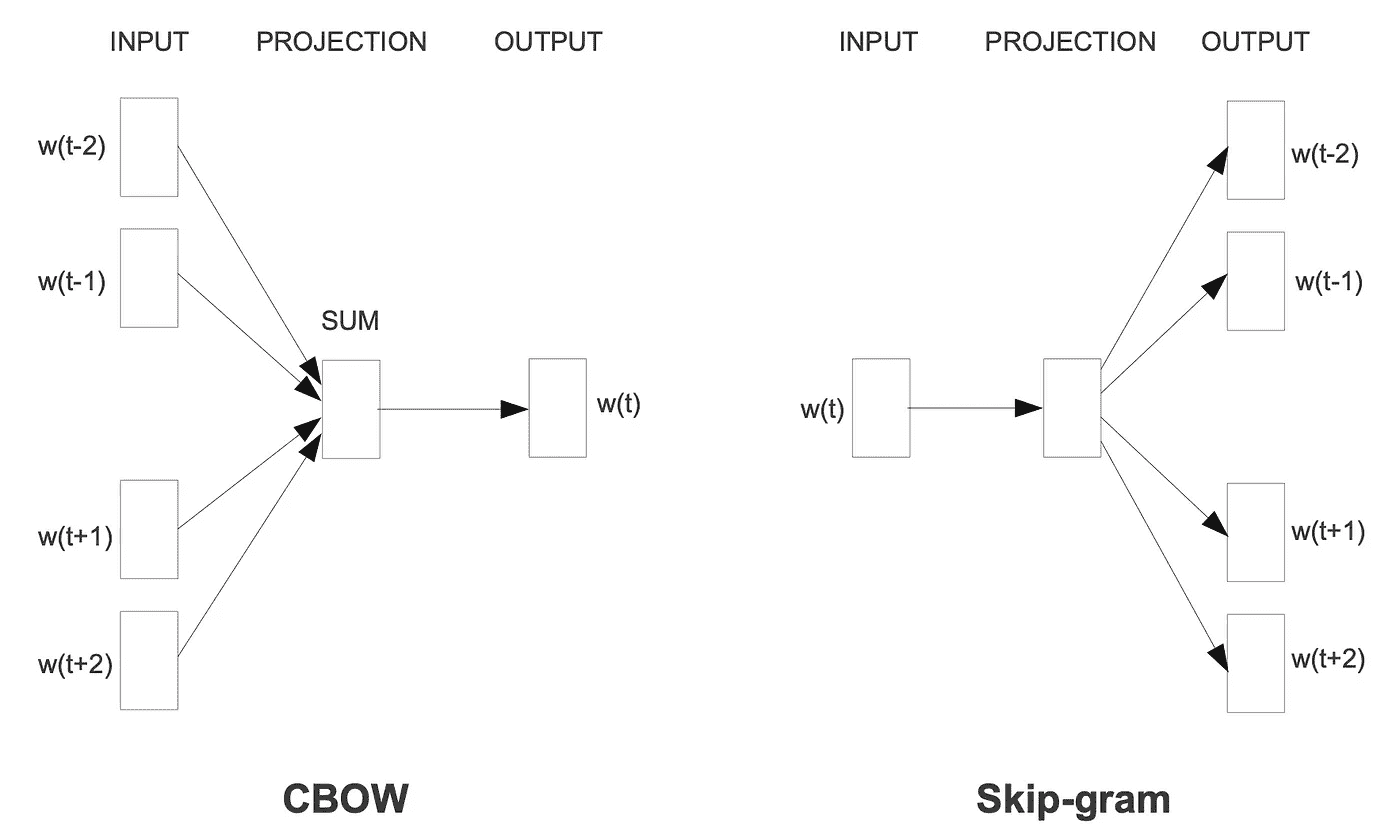 INPUT PROJECTION OUTPUT
w(t-2)
w(t-1)
SUM
w(t)
w(t+1)
w(t+2)
CBOW
INPUT PROJECTION OUTPUT
w(t-2)
w(t-1)
w(t)
w(t+1)
w(t+2)
Skip-gram